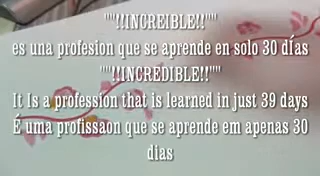 ""!!INCREIBLE!!""
es una profesion que se aprende en solo 30 dÍas
""!!INCREDIBLE!!""
It Is a profession that is learned in just 39 days
É uma profissaon que se aprende em apenas 30
dias